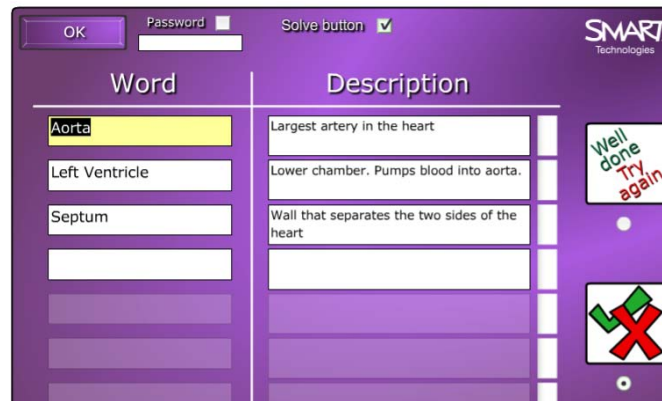 OK
Password
Solve button
SMART
Technologies
Word
Description
Aorta
Largest artery in the heart
Left Ventricle
Lower chamber. Pumps blood into aorta.
Septum
Wall that separates the two sides of the
heart
Well
done
Try
again